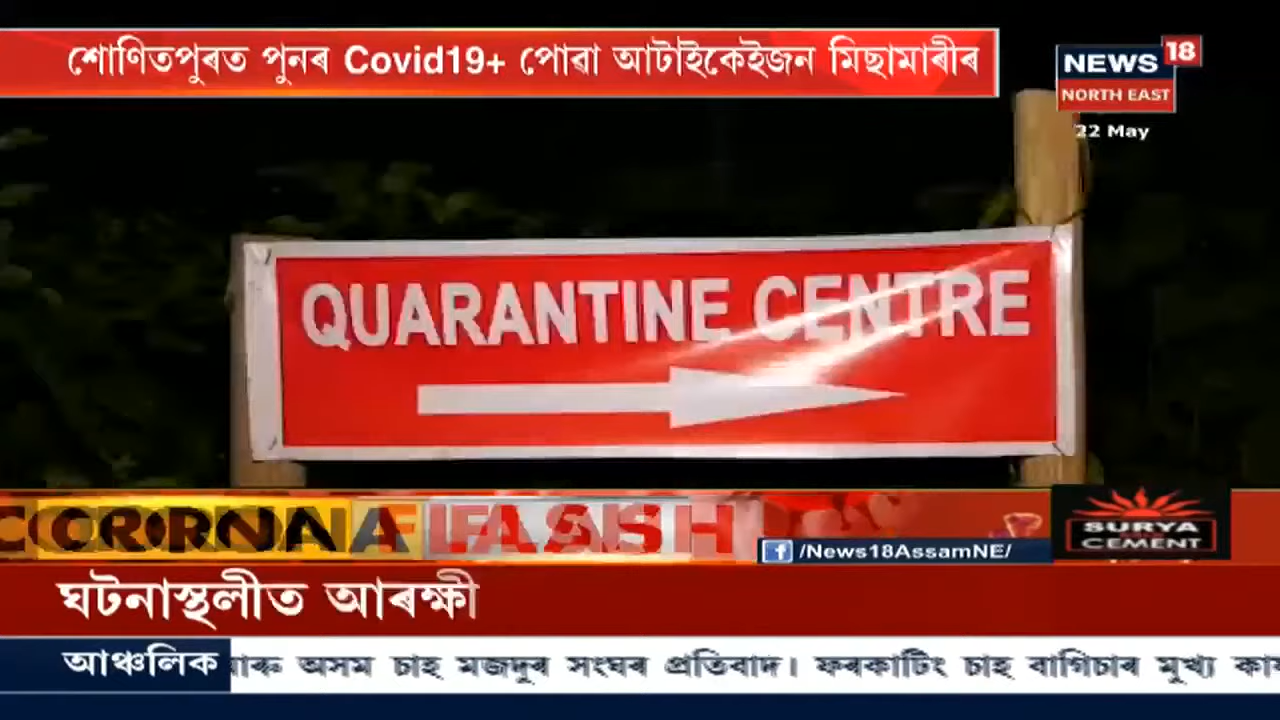 শোণিতপুৰত পুনৰ Covid19+ পোৱা আটাইকেইজন মিছামাৰীৰ
NEWS 18
NORTH EAST
22 May
QUARANTINE CENTRE
FLASH
/News18AssamNE/
SURYA
CEMENT
ঘটনাস্থলীত আৰক্ষী
আঞ্চলিক
আৰু অসম চাহ মজদুৰ সংঘৰ প্ৰতিবাদ। ফৰকাটিং চাহ বাগিচাৰ মুখ্য